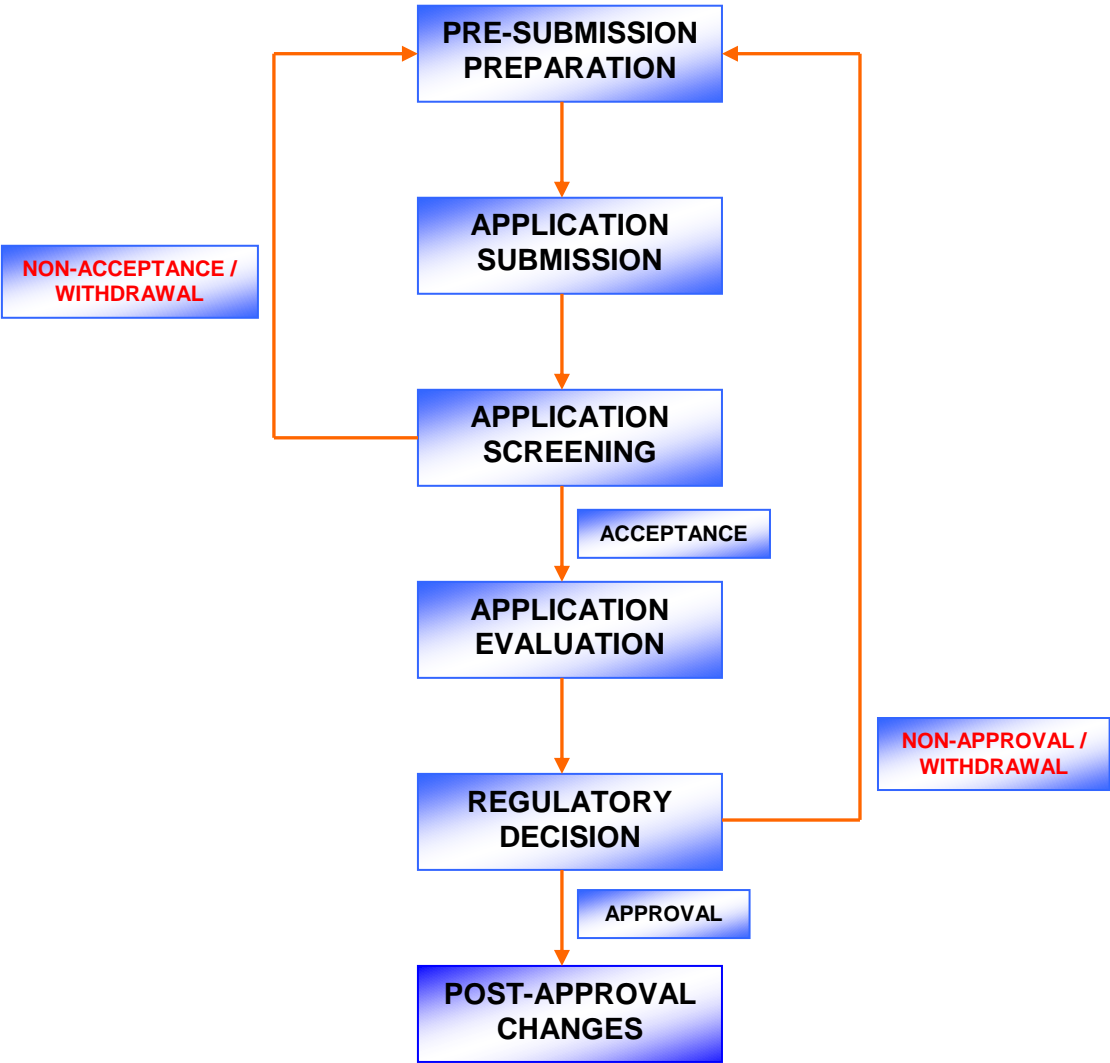 PRE-SUBMISSION
PREPARATION
APPLICATION
SUBMISSION
NON-ACCEPTANCE /
WITHDRAWAL
APPLICATION
SCREENING
ACCEPTANCE
APPLICATION
EVALUATION
NON-APPROVAL /
WITHDRAWAL
REGULATORY
DECISION
APPROVAL
POST-APPROVAL
CHANGES